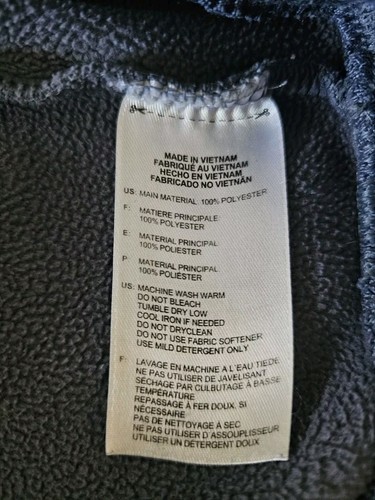 MADE IN VIETNAM
FABRIQUÉ AU VIETNAM
HECHO EN VIETNAM
FABRICADO NO VIETNÃN
US: MAIN MATERIAL: 100% POLYESTER
F: MATIERE PRINCIPALE:
100% POLYESTER
E: MATERIAL PRINCIPAL:
100% POLIESTER
P: MATERIAL PRINCIPAL:
100% POLIÉSTER
US: MACHINE WASH WARM
DO NOT BLEACH
TUMBLE DRY LOW
COOL IRON IF NEEDED
DO NOT DRYCLEAN
DO NOT USE FABRIC SOFTENER
USE MILD DETERGENT ONLY
F: LAVAGE EN MACHINE A L'EAU TIEDE
NE PAS UTILISER DE JAVELISANT
SÉCHAGE PAR CULBUTAGE À BASSE
TEMPÉRATURE
REPASSAGE À FER DOUX. SI
NÉCESSAIRE
PAS DE NETTOYAGE À SEC
NE PAS UTILISER D'ASSOUPLISSEUR
UTILISER UN DÉTERGENT DOUX